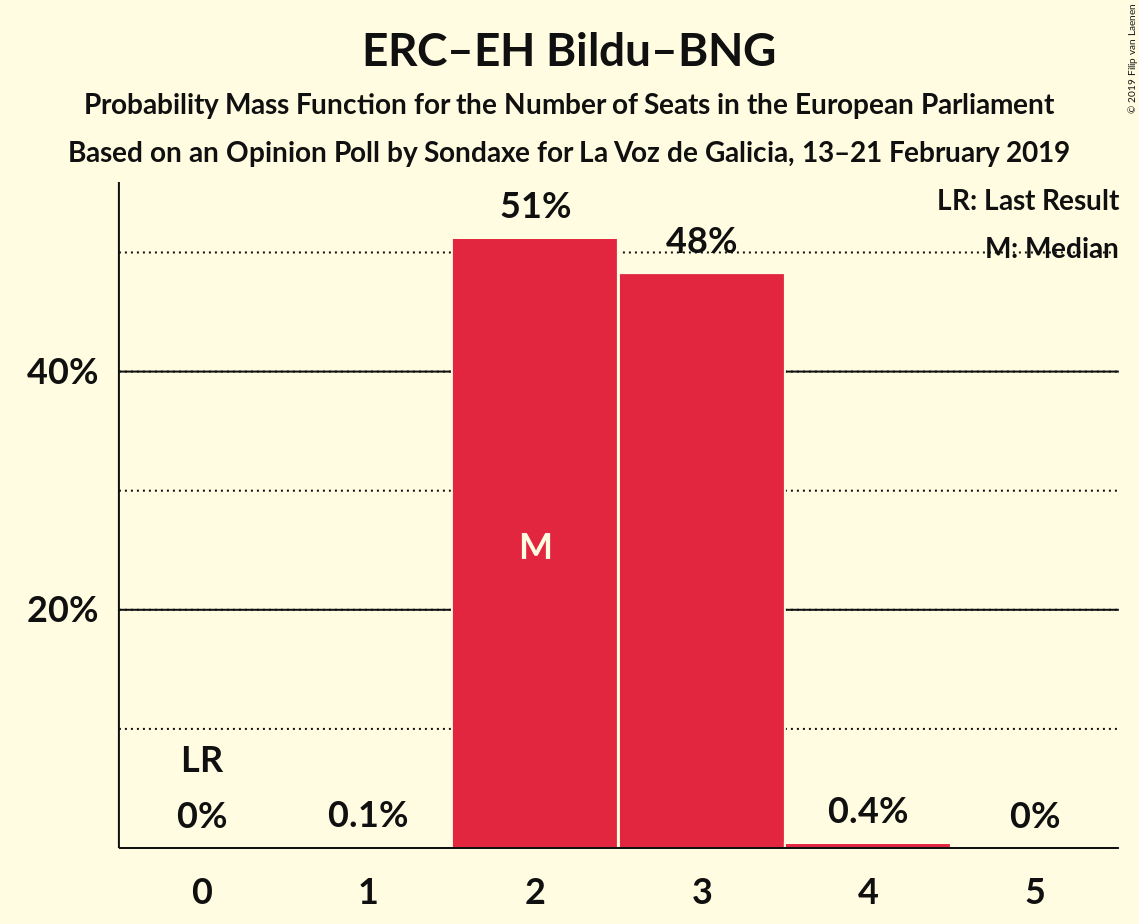 ERC–EH Bildu–BNG
Probability Mass Function for the Number of Seats in the European Parliament
Based on an Opinion Poll by Sondaxe for La Voz de Galicia, 13–21 February 2019
© 2019 Filip van Laenen
LR: Last Result
M: Median
51%
48%
40%
M
20%
LR
0%
0.1%
0.4%
0%
0 1 2 3 4 5